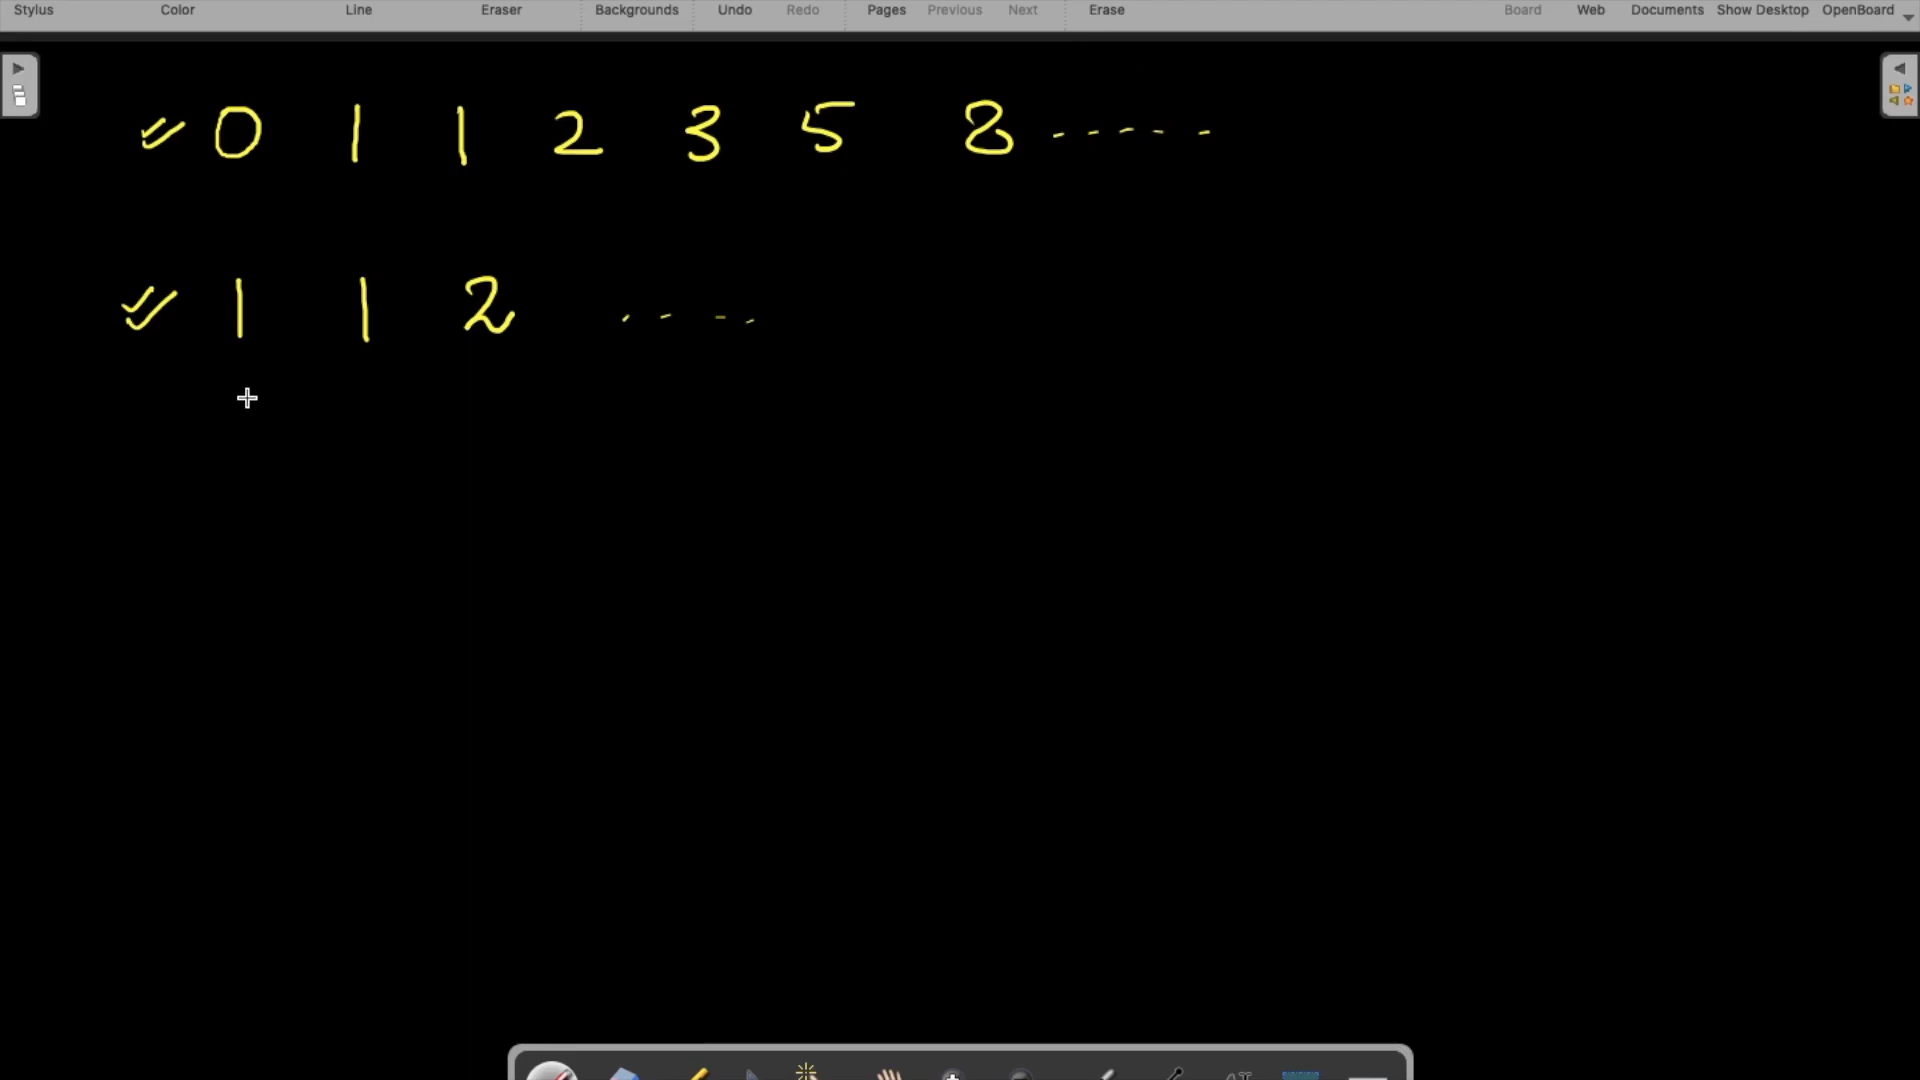 Stylus Color Line Eraser Backgrounds Undo Redo Pages Previous Next Erase Board Web Documents Show Desktop OpenBoard
0 1 1 2 3 5 8 - - - - -
1 1 2 - - - -